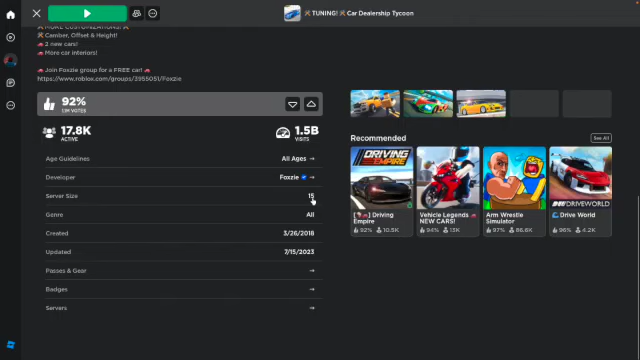 🛠 TUNING! 🛠 Car Dealership Tycoon
🛠 MORE CUSTOMIZATIONS! 🛠
🛠 Camber, Offset & Height!
🚗 2 new cars!
🚗 More car interiors!
🚗 Join Foxzie group for a FREE car! 🚗
https://www.roblox.com/groups/3955051/Foxzie
92%
17.8K
ACTIVE
1.5B
VISITS
Age Guidelines
All Ages →
Developer
Foxzie →
Server Size
15
Genre
All
Created
3/26/2018
Updated
7/15/2023
Passes & Gear →
Badges →
Servers →
Recommended
See All
DRIVING
EMPIRE
[🚗] Driving
Empire
92% 10.5K
Vehicle Legends 🚗
NEW CARS!
94% 15K
Arm Wrestle
Simulator
97% 86.6K
DRIVEWORLD
🌊 Drive World
96% 4.2K